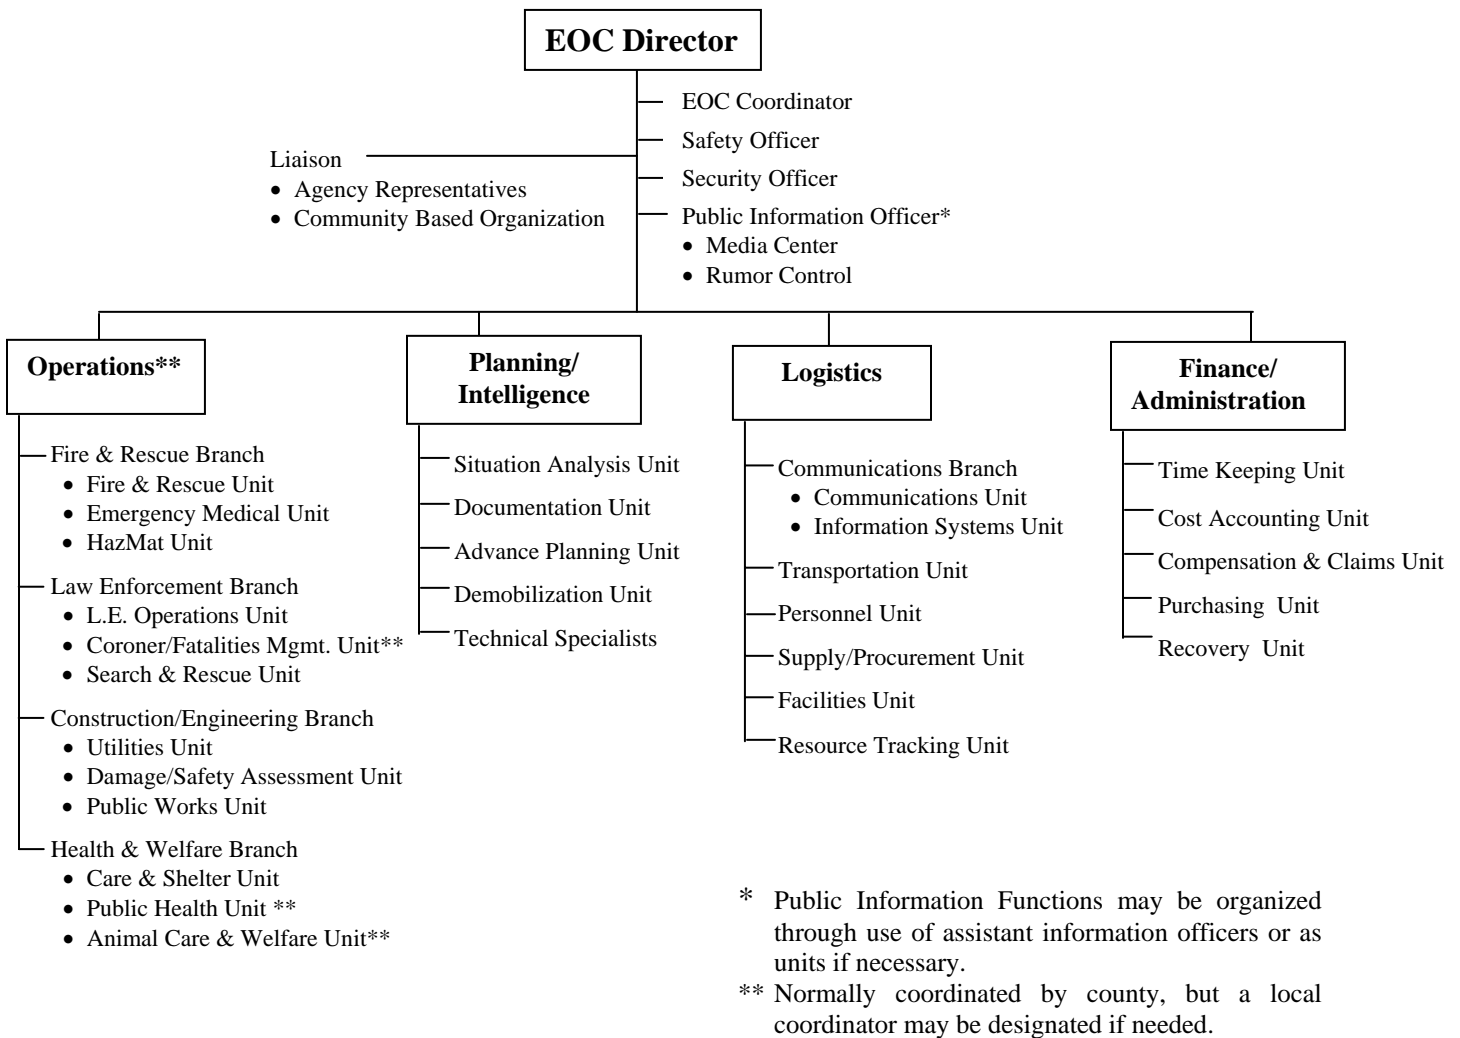 EOC Director
EOC Coordinator
Safety Officer
Liaison
• Agency Representatives
• Community Based Organization
Security Officer
Public Information Officer*
• Media Center
• Rumor Control
Operations**
Fire & Rescue Branch
• Fire & Rescue Unit
• Emergency Medical Unit
• HazMat Unit
Law Enforcement Branch
• L.E. Operations Unit
• Coroner/Fatalities Mgmt. Unit**
• Search & Rescue Unit
Construction/Engineering Branch
• Utilities Unit
• Damage/Safety Assessment Unit
• Public Works Unit
Health & Welfare Branch
• Care & Shelter Unit
• Public Health Unit **
• Animal Care & Welfare Unit**
Planning/
Intelligence
Situation Analysis Unit
Documentation Unit
Advance Planning Unit
Demobilization Unit
Technical Specialists
Logistics
Communications Branch
• Communications Unit
• Information Systems Unit
Transportation Unit
Personnel Unit
Supply/Procurement Unit
Facilities Unit
Resource Tracking Unit
Finance/
Administration
Time Keeping Unit
Cost Accounting Unit
Compensation & Claims Unit
Purchasing Unit
Recovery Unit
* Public Information Functions may be organized
through use of assistant information officers or as
units if necessary.
** Normally coordinated by county, but a local
coordinator may be designated if needed.